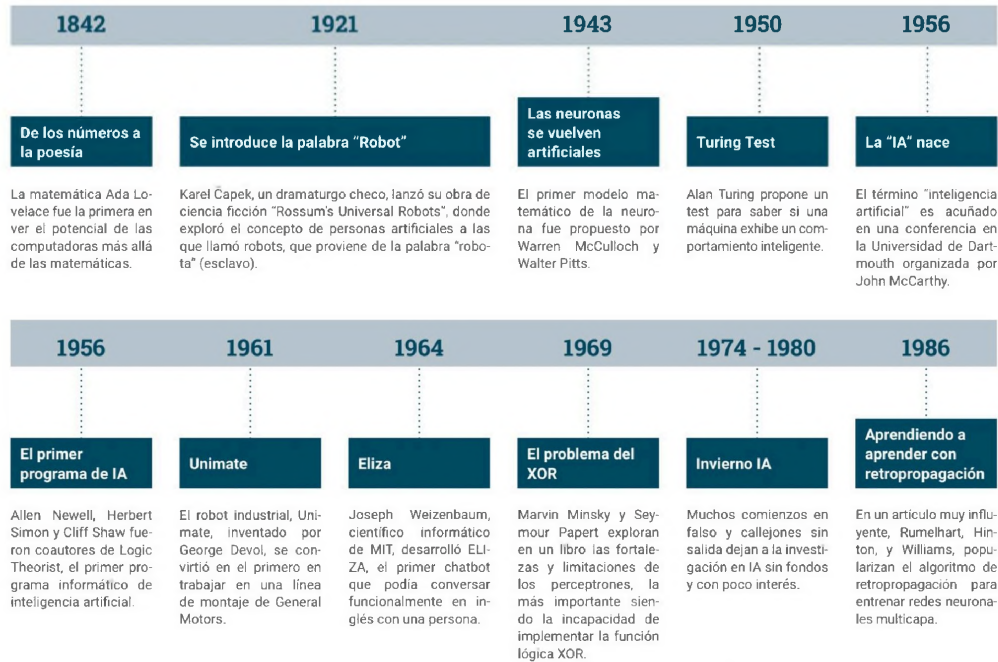 1842
1921
1943
1950
1956
De los números a
la poesía
Se introduce la palabra “Robot”
Las neuronas
se vuelven
artificiales
Turing Test
La “IA” nace
La matemática Ada Lo-
velace fue la primera en
ver el potencial de las
computadoras más allá
de las matemáticas.
Karel Čapek, un dramaturgo checo, lanzó su obra de
ciencia ficción “Rossum's Universal Robots”, donde
exploró el concepto de personas artificiales a las
que llamó robots, que proviene de la palabra “robo-
ta” (esclavo).
El primer modelo ma-
temático de la neuro-
na fue propuesto por
Warren McCulloch y
Walter Pitts.
Alan Turing propone un
test para saber si una
máquina exhibe un com-
portamiento inteligente.
El término “inteligencia
artificial” es acuñado
en una conferencia en
la Universidad de Dart-
mouth organizada por
John McCarthy.
1956
1961
1964
1969
1974 - 1980
1986
El primer
programa de IA
Unimate
Eliza
El problema del
XOR
Invierno IA
Aprendiendo a
aprender con
retropropagación
Allen Newell, Herbert
Simon y Cliff Shaw fue-
ron coautores de Logic
Theorist, el primer pro-
grama informático de
inteligencia artificial.
El robot industrial, Uni-
mate, inventado por
George Devol, se con-
virtió en el primero en
trabajar en una línea
de montaje de General
Motors.
Joseph Weizenbaum,
científico informático
de MIT, desarrolló ELI-
ZA, el primer chatbot
que podía conversar
funcionalmente en in-
glés con una persona.
Marvin Minsky y Sey-
mour Papert exploran
en un libro las fortale-
zas y limitaciones de
los perceptrones, la
más importante sien-
do la incapacidad de
implementar la función
lógica XOR.
Muchos comienzos en
falso y callejones sin
salida dejan a la investi-
gación en IA sin fondos
y con poco interés.
En un artículo muy influ-
yente, Rumelhart, Hin-
ton, y Williams, popu-
larizan el algoritmo de
retropropagación para
entrenar redes neurona-
les multicapa.